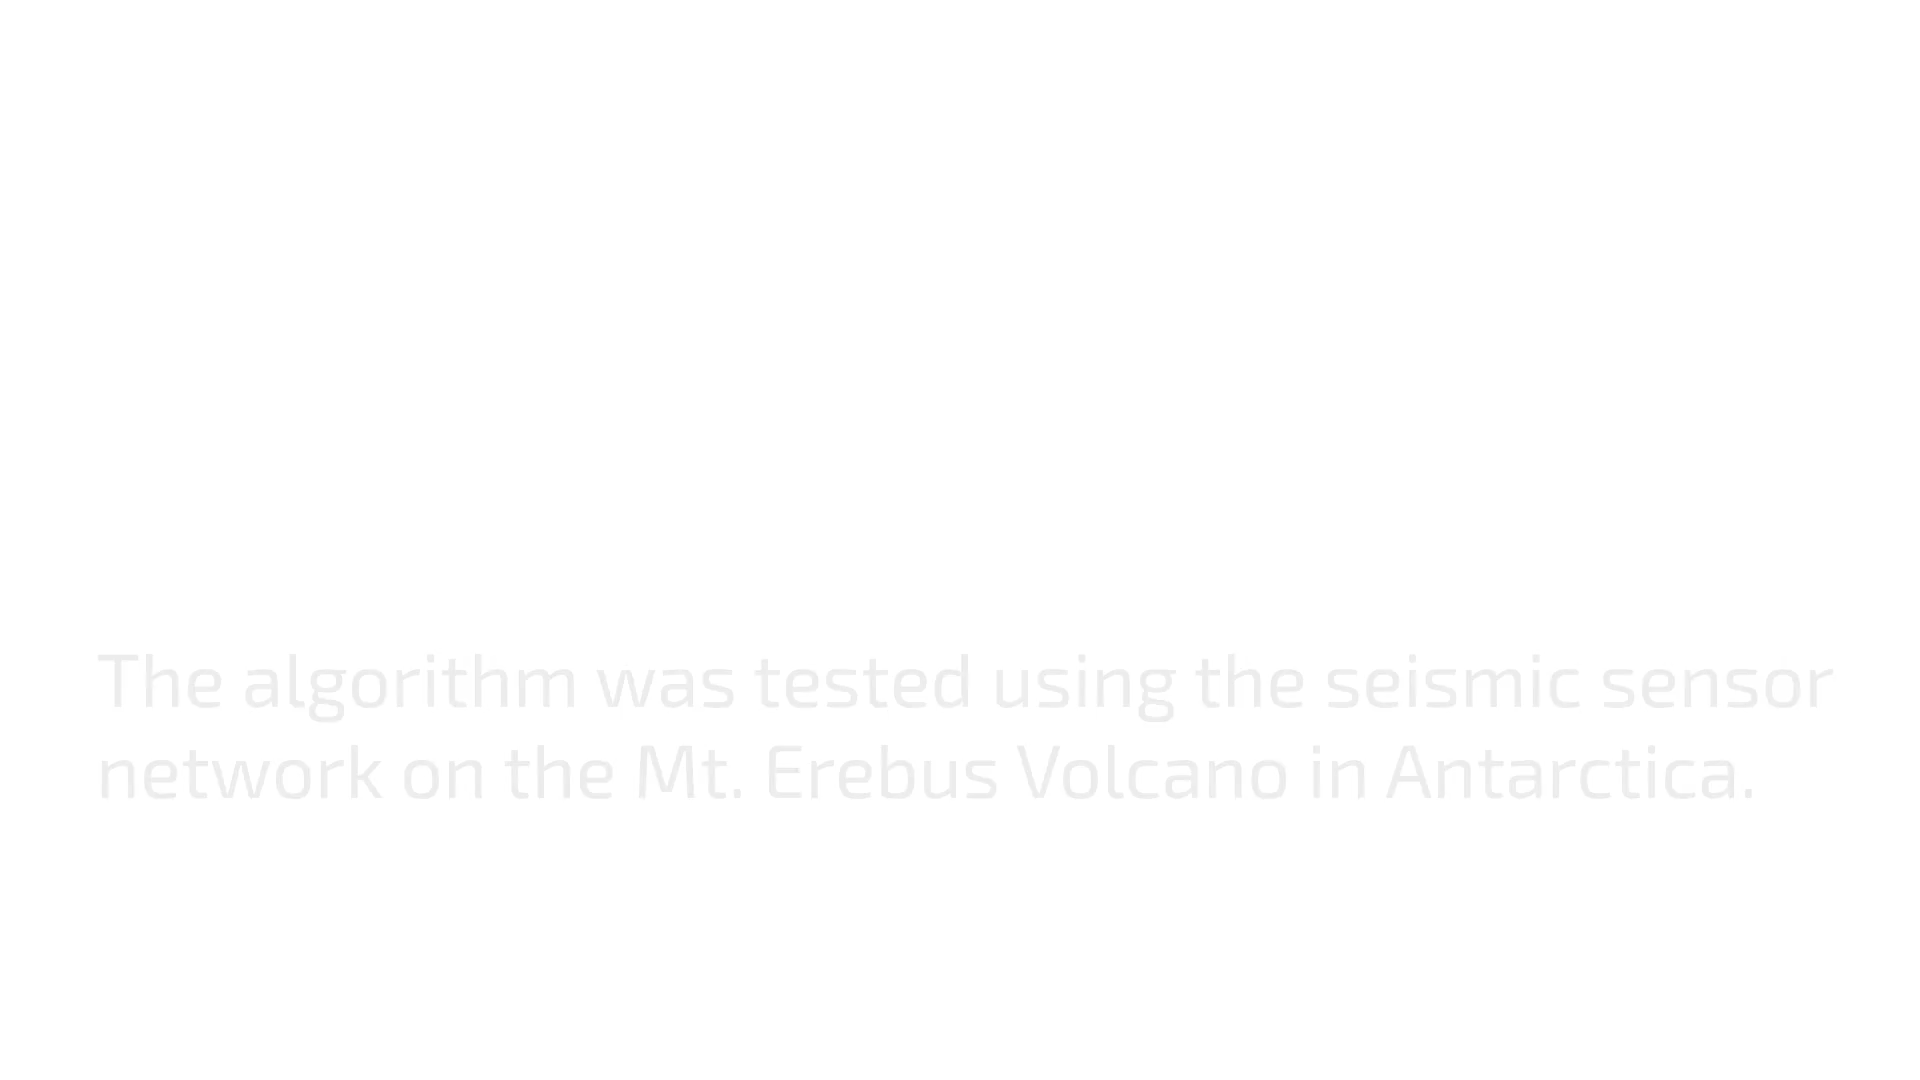 The algorithm was tested using the seismic sensor
network on the Mt. Erebus Volcano in Antarctica.